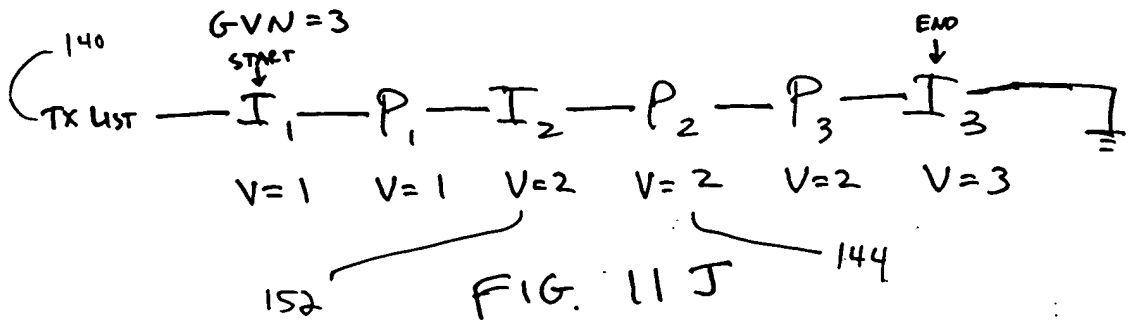 GVN = 3
140
START
END
TX LIST I1 P1 I2 P2 P3 I3
V= 1 V= 1 V=2 V= 2 V=2 V= 3
144
152
FIG. 11 J